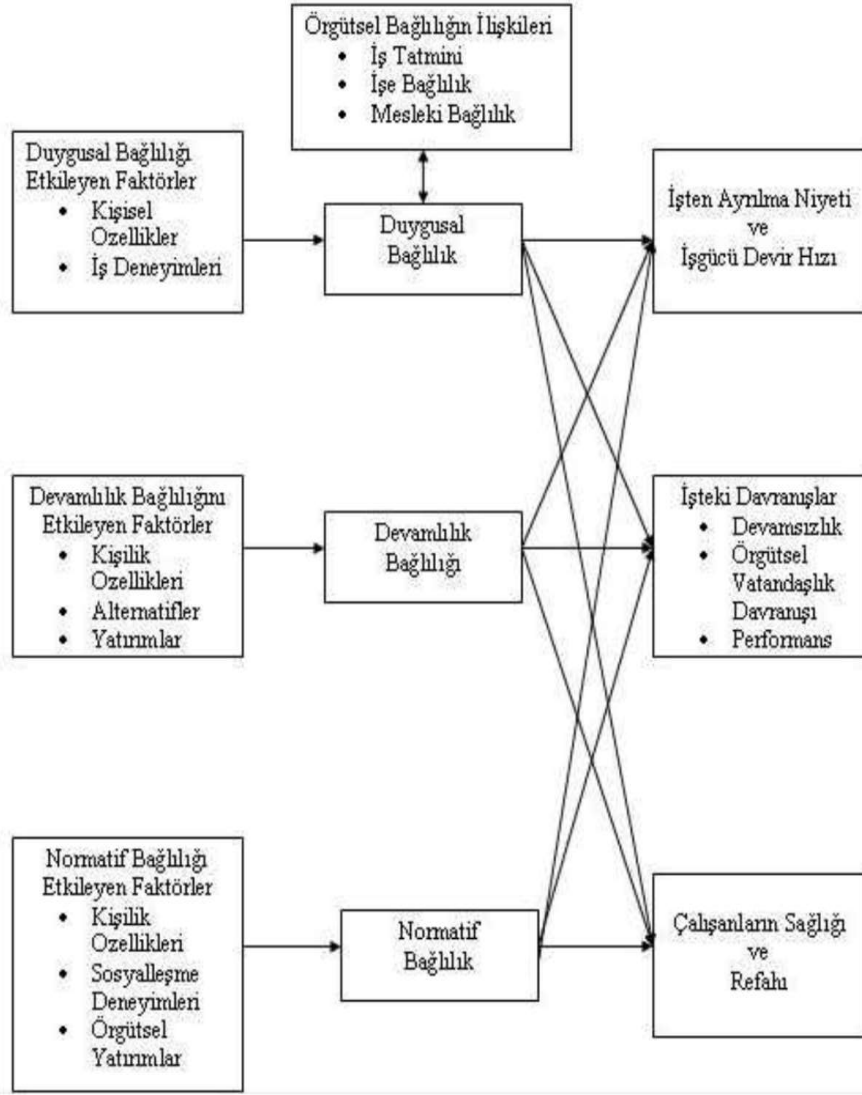 Örgütsel Bağlılığın İlişkileri
• İş Tatmini
• İşe Bağlılık
• Mesleki Bağlılık
Duygusal Bağlılığı
Etkileyen Faktörler
• Kişisel
Ozellikler
• İş Deneyimleri
Duygusal
Bağlılık
İşten Ayrılma Niyeti
ve
İşgücü Devir Hızı
Devamlılık Bağlılığını
Etkileyen Faktörler
• Kişilik
Ozellikleri
• Alternatifler
• Yatırımlar
Devamlılık
Bağlılığı
İşteki Davranışlar
• Devamsızlık
• Örgütsel
Vatandaşlık
Davranışı
• Performans
Normatif Bağlılığı
Etkileyen Faktörler
• Kişilik
Ozellikleri
• Sosyalleşme
Deneyimleri
• Örgütsel
Yatırımlar
Normatif
Bağlılık
Çalışanların Sağlığı
ve
Refahı